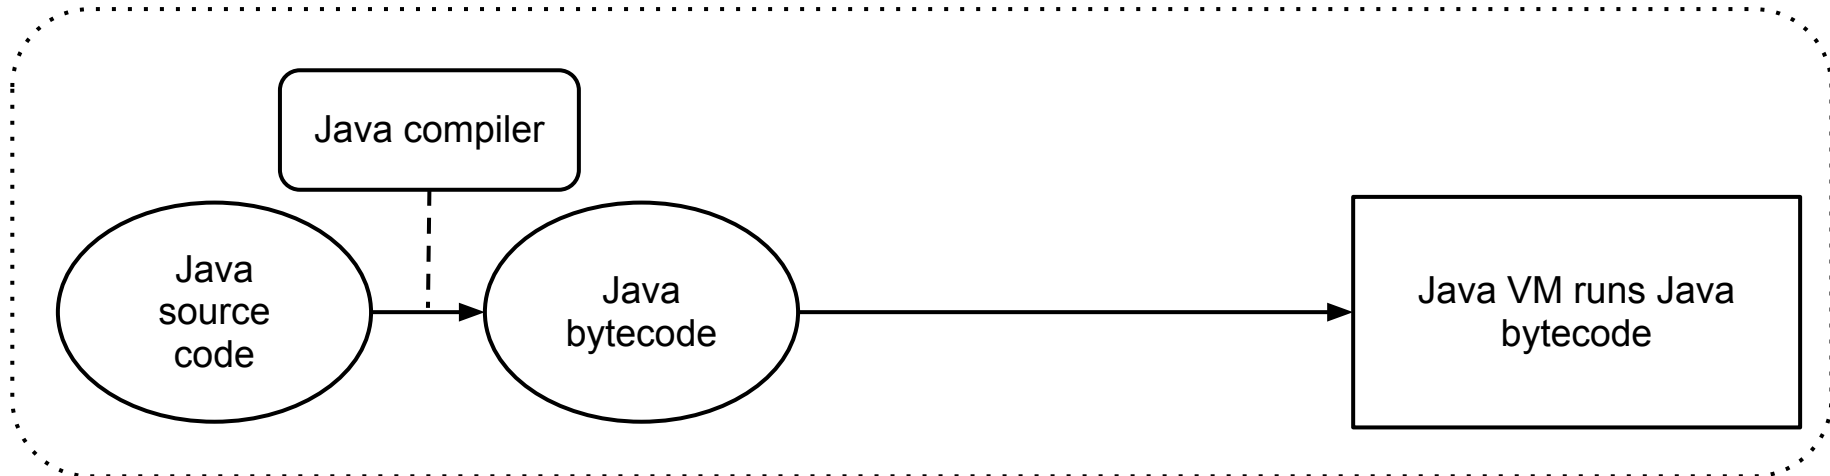 Java compiler
Java
source
code
Java
bytecode
Java VM runs Java
bytecode